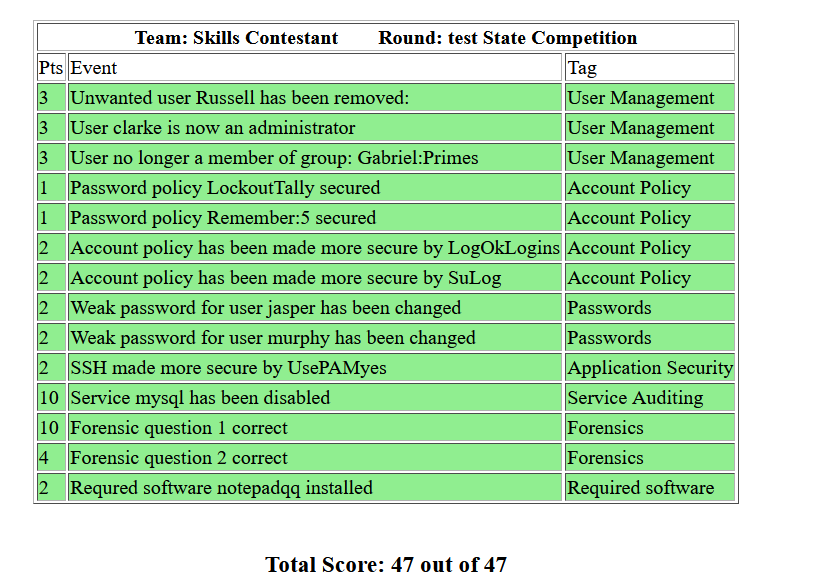 Team: Skills Contestant Round: test State Competition
Pts Event Tag
3 Unwanted user Russell has been removed: User Management
3 User clarke is now an administrator User Management
3 User no longer a member of group: Gabriel:Primes User Management
1 Password policy LockoutTally secured Account Policy
1 Password policy Remember:5 secured Account Policy
2 Account policy has been made more secure by LogOkLogins Account Policy
2 Account policy has been made more secure by SuLog Account Policy
2 Weak password for user jasper has been changed Passwords
2 Weak password for user murphy has been changed Passwords
2 SSH made more secure by UsePAMyes Application Security
10 Service mysql has been disabled Service Auditing
10 Forensic question 1 correct Forensics
4 Forensic question 2 correct Forensics
2 Requred software notepadqq installed Required software
Total Score: 47 out of 47